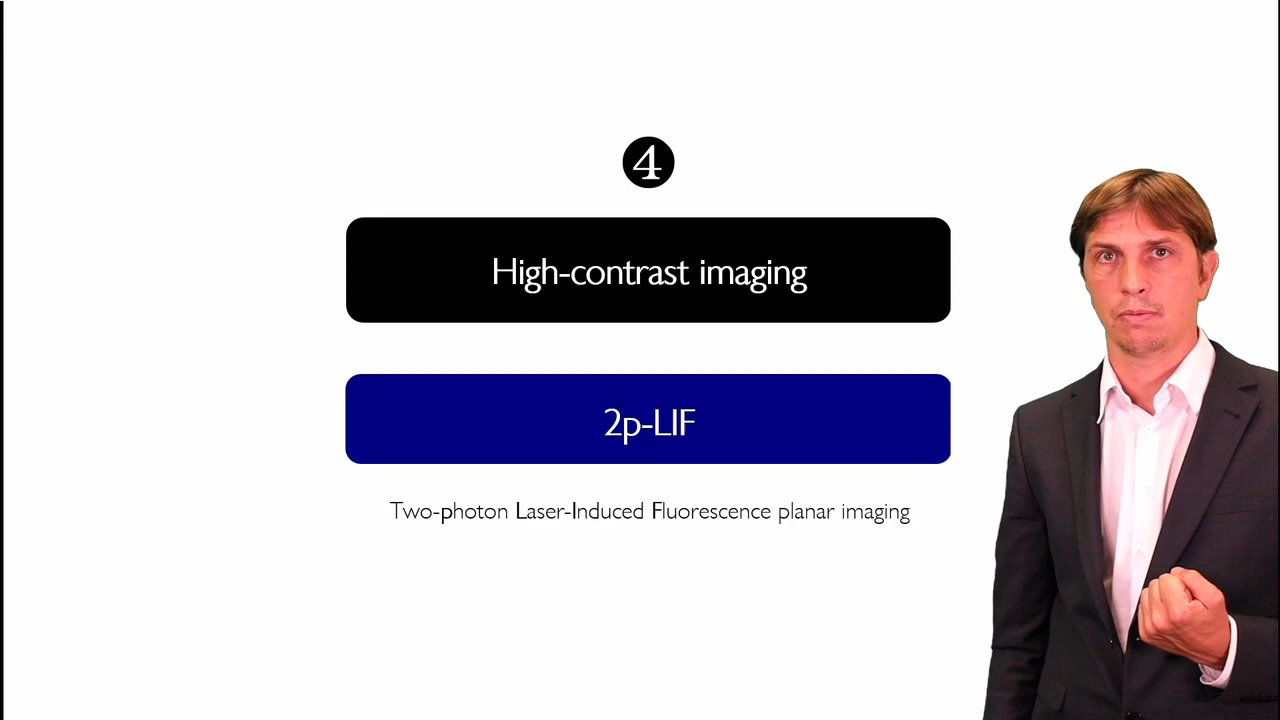 4
High-contrast imaging
2p-LIF
Two-photon Laser-Induced Fluorescence planar imaging